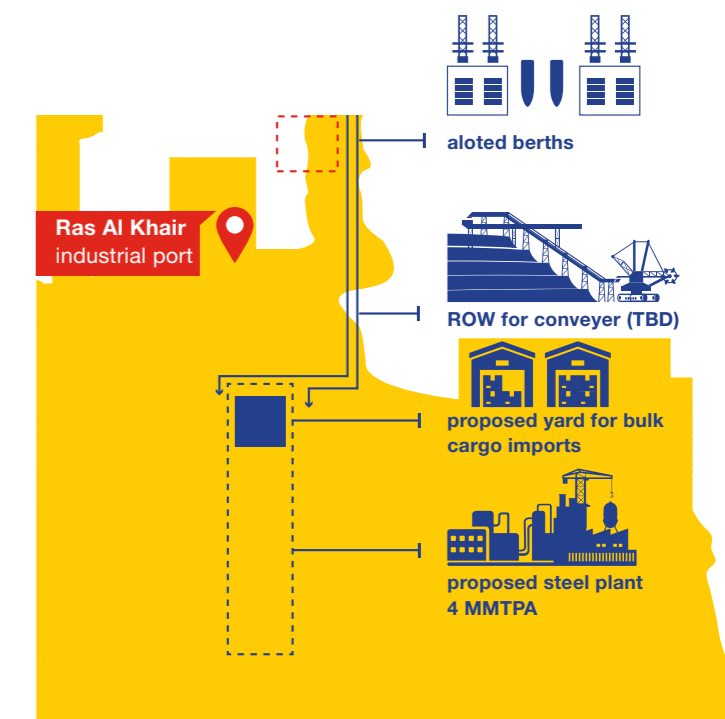 aloted berths
Ras Al Khair
industrial port
ROW for conveyer (TBD)
proposed yard for bulk
cargo imports
proposed steel plant
4 MMTPA